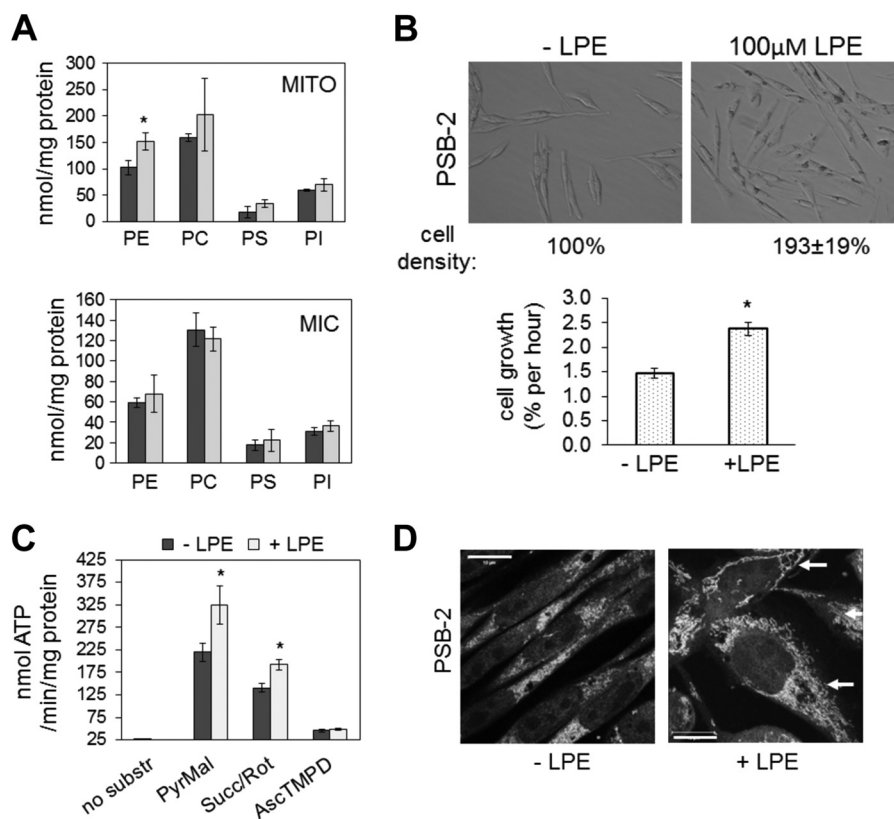 A
300
250
200
150
100
50
0
nmol/mg protein
MITO
*
PE PC PS PI
160
140
120
100
80
60
40
20
0
nmol/mg protein
MIC
PE PC PS PI
B
- LPE 100µM LPE
PSB-2
cell density: 100% 193±19%
3.0
2.5
2.0
1.5
1.0
0.5
0.0
cell growth
(% per hour)
*
- LPE +LPE
C
- LPE + LPE
425
375
325
275
225
175
125
75
25
nmol ATP
/min/mg protein
*
*
no substr PyrMal Succ/Rot AscTMPD
D
PSB-2
- LPE + LPE